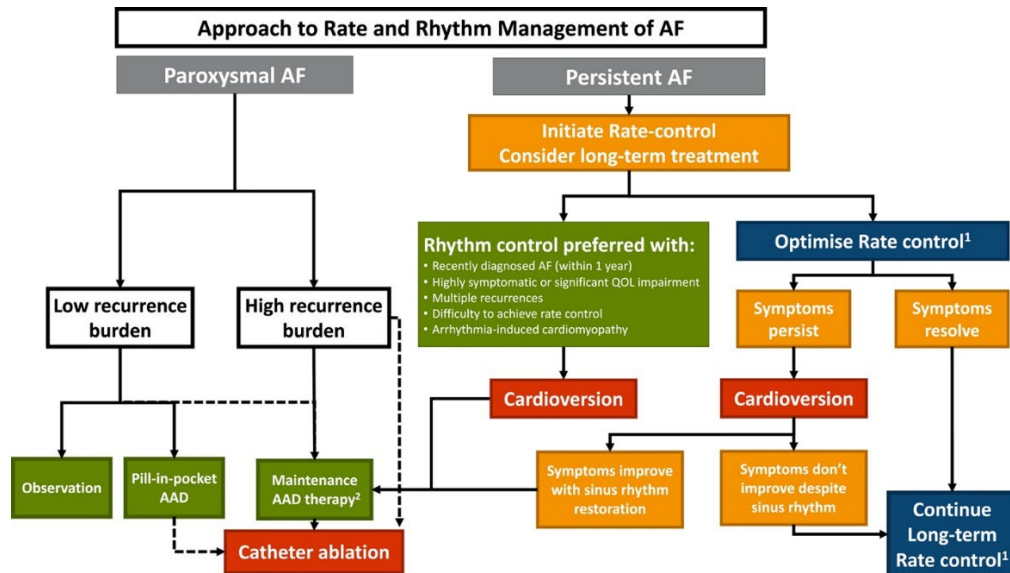 Approach to Rate and Rhythm Management of AF
Paroxysmal AF
Persistent AF
Initiate Rate-control
Consider long-term treatment
Rhythm control preferred with:
• Recently diagnosed AF (within 1 year)
• Highly symptomatic or significant QOL impairment
• Multiple recurrences
• Difficulty to achieve rate control
• Arrhythmia-induced cardiomyopathy
Optimise Rate control¹
Low recurrence
burden
High recurrence
burden
Symptoms
persist
Symptoms
resolve
Cardioversion
Cardioversion
Observation
Pill-in-pocket
AAD
Maintenance
AAD therapy²
Symptoms improve
with sinus rhythm
restoration
Symptoms don't
improve despite
sinus rhythm
Continue
Long-term
Rate control¹
Catheter ablation